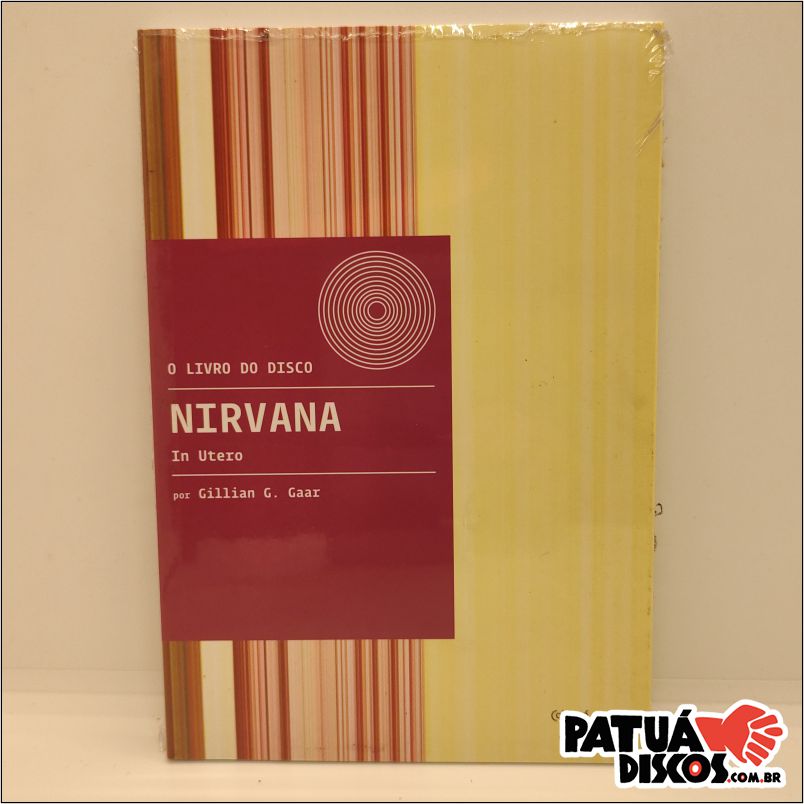 O LIVRO DO DISCO
NIRVANA
In Utero
por Gillian G. Gaar
PATUÁ
DISCOS.COM.BR